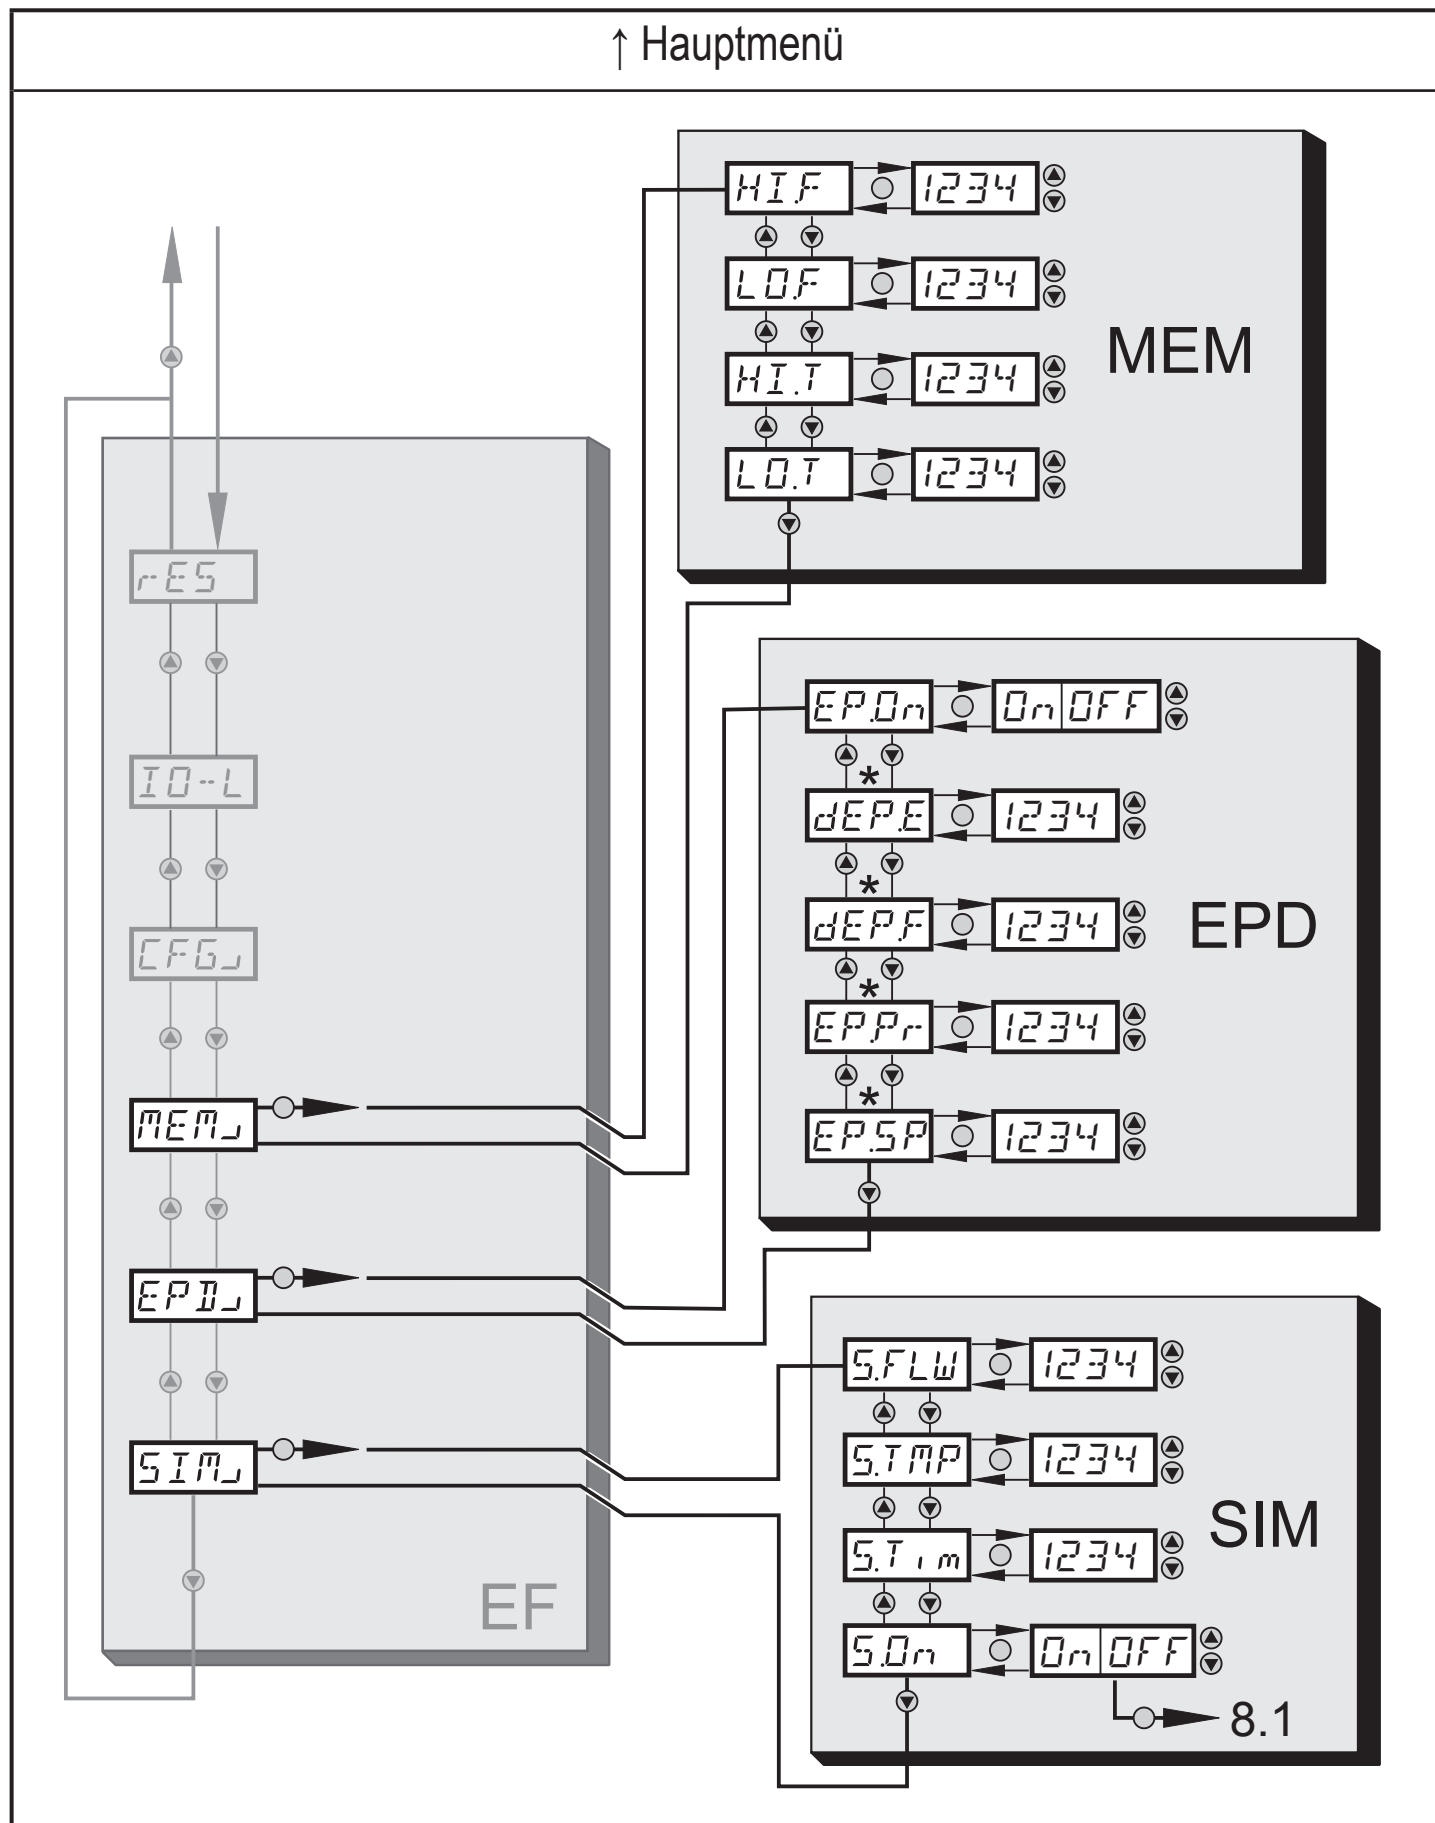 ↑ Hauptmenü
HI.F 1234
LO.F 1234
HI.T 1234
LO.T 1234
MEM
rES
IO-L
CFG
MEM
EPD
SIM
EF
EP.On On OFF
*
dEP.E 1234
*
dEP.F 1234
*
EP.Pr 1234
*
EP.SP 1234
EPD
S.FLW 1234
S.TMP 1234
S.Tim 1234
S.On On OFF
8.1
SIM